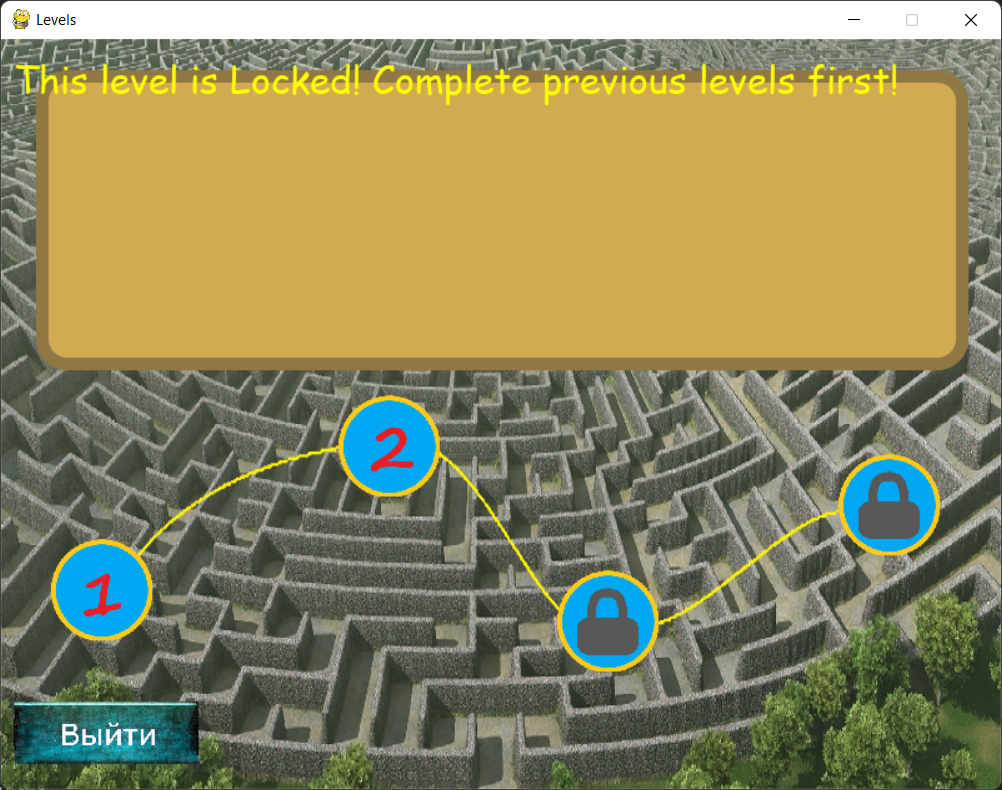 Levels
This level is Locked! Complete previous levels first!
2
1
Выйти